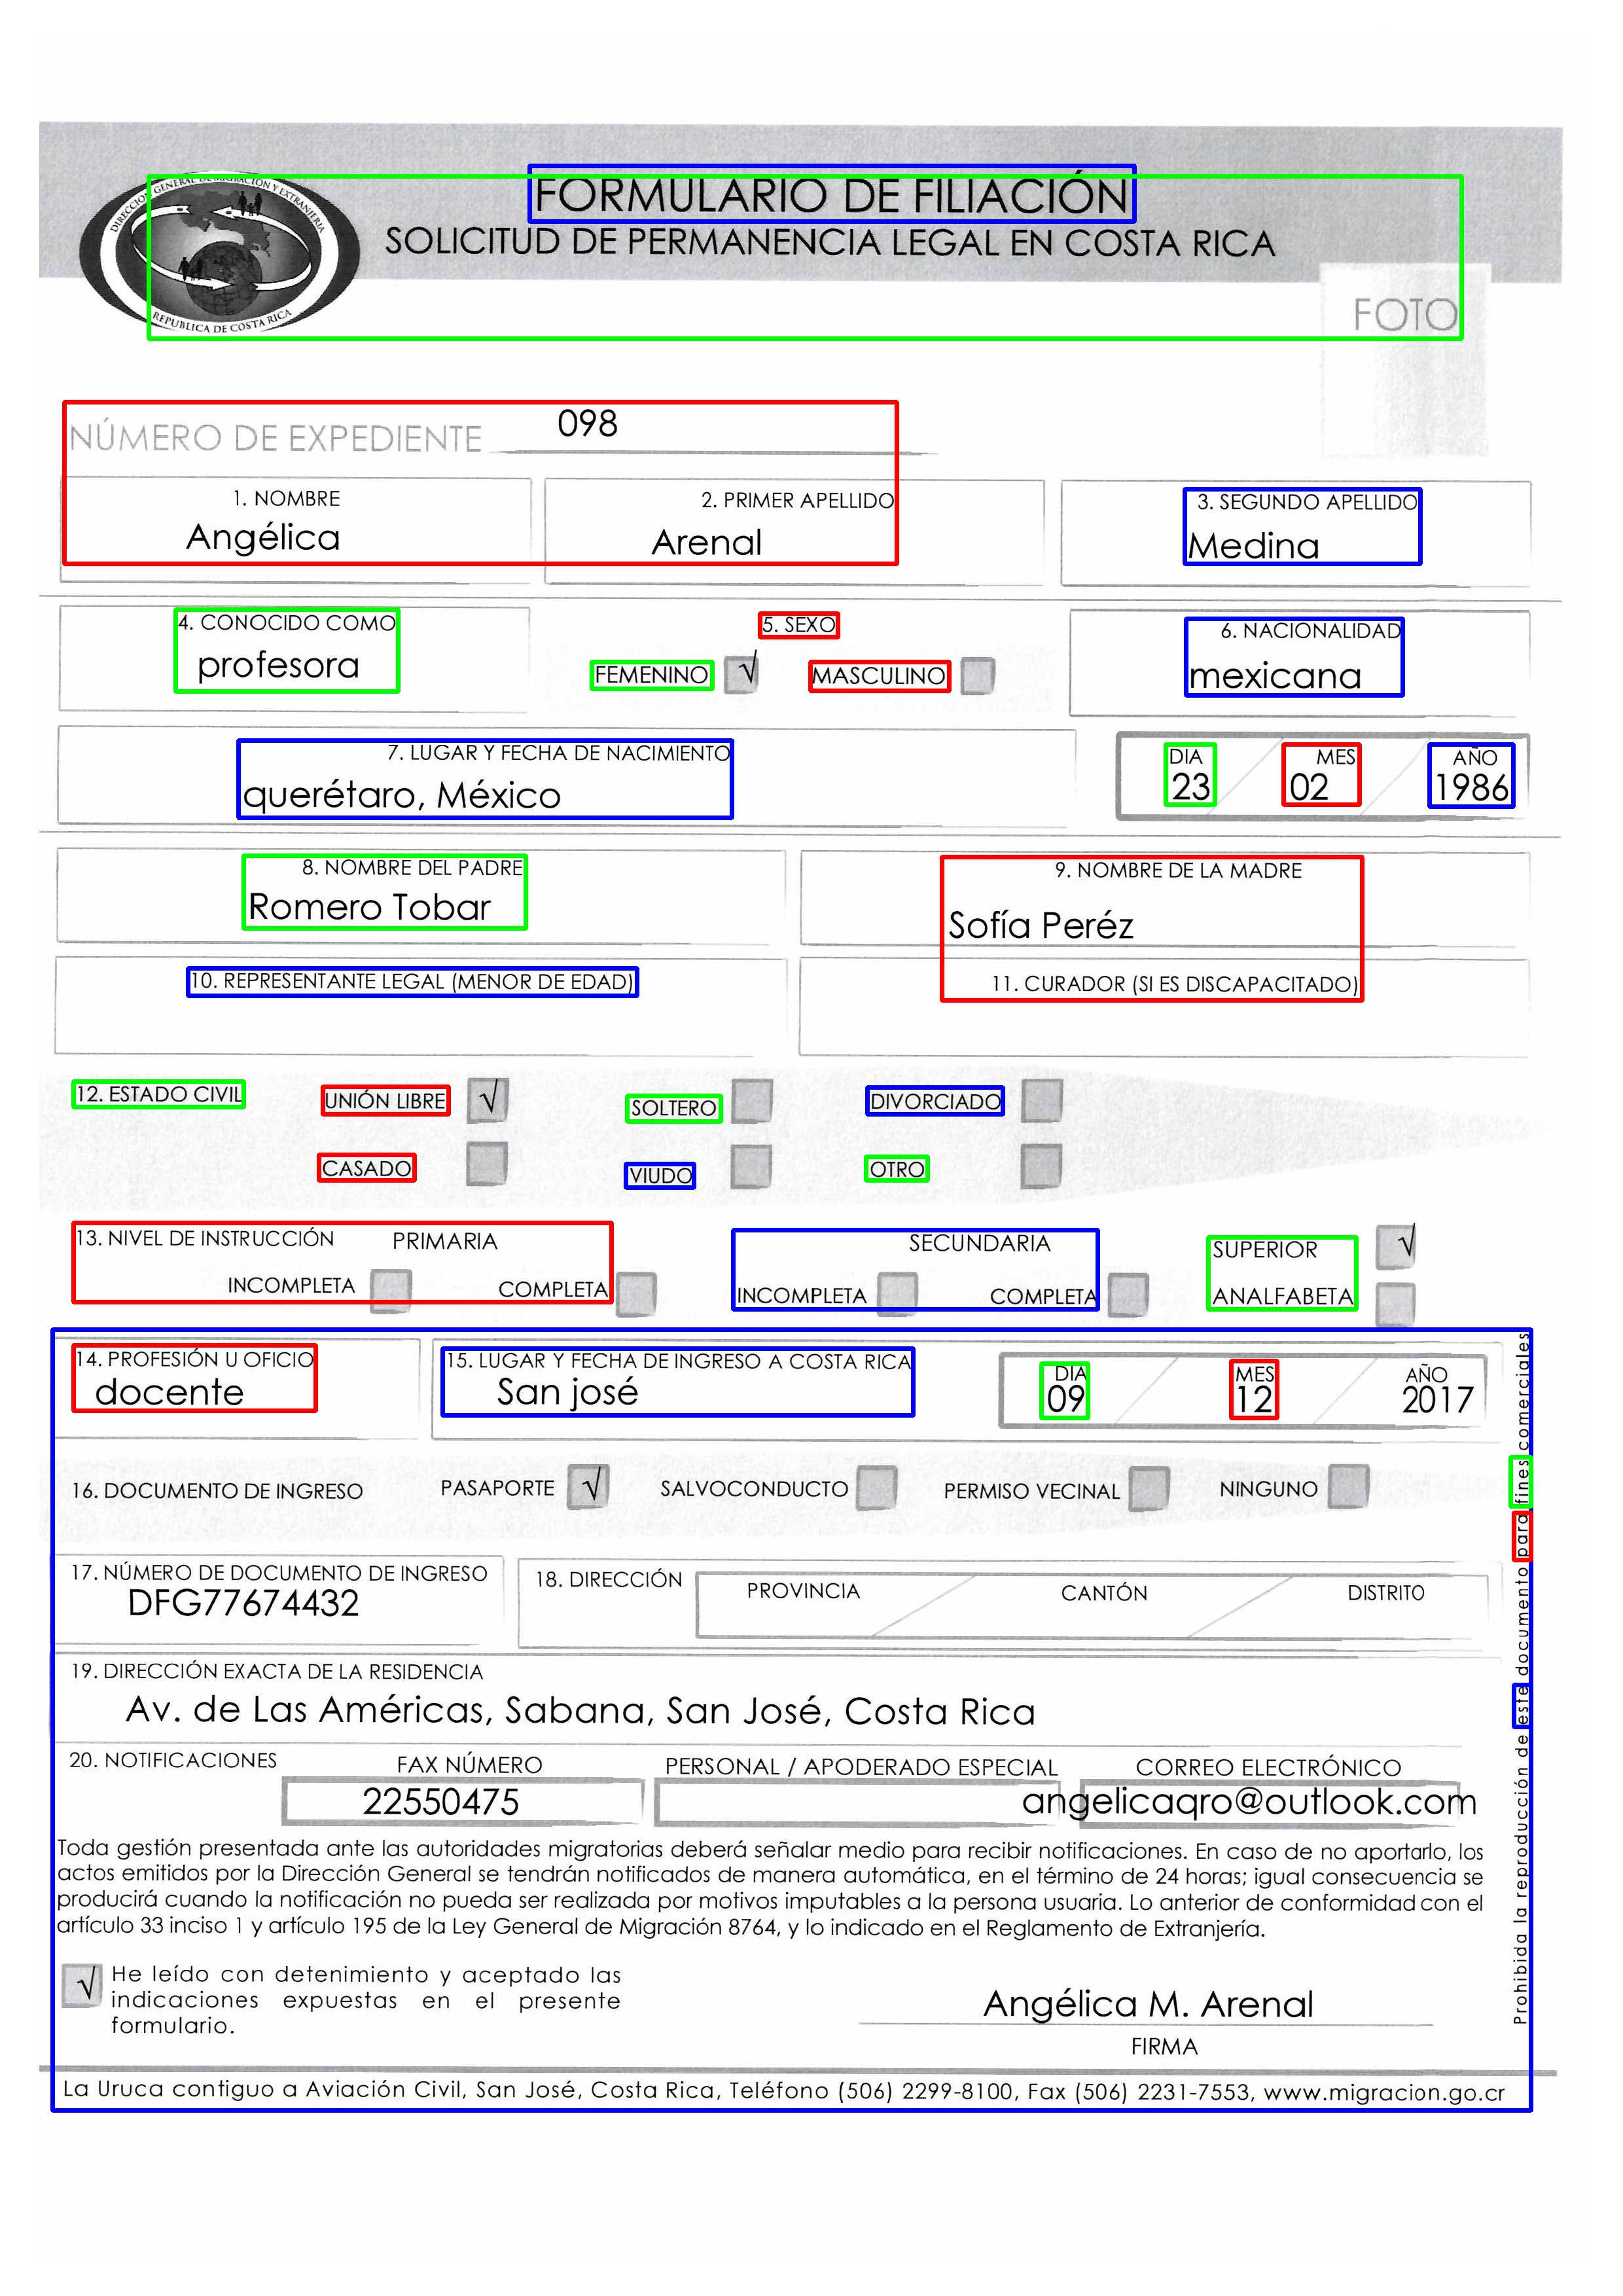 DIRECCION GENERAL DE MIGRACION Y EXTRANJERIA
REPUBLICA DE COSTA RICA
FORMULARIO DE FILIACIÓN
SOLICITUD DE PERMANENCIA LEGAL EN COSTA RICA
FOTO
NÚMERO DE EXPEDIENTE 098
1. NOMBRE 2. PRIMER APELLIDO 3. SEGUNDO APELLIDO
Angélica Arenal Medina
4. CONOCIDO COMO 5. SEXO 6. NACIONALIDAD
profesora FEMENINO √ MASCULINO mexicana
7. LUGAR Y FECHA DE NACIMIENTO DIA MES AÑO
querétaro, México 23 02 1986
8. NOMBRE DEL PADRE 9. NOMBRE DE LA MADRE
Romero Tobar Sofía Peréz
10. REPRESENTANTE LEGAL (MENOR DE EDAD) 11. CURADOR (SI ES DISCAPACITADO)
12. ESTADO CIVIL UNIÓN LIBRE √ SOLTERO DIVORCIADO
CASADO VIUDO OTRO
13. NIVEL DE INSTRUCCIÓN PRIMARIA SECUNDARIA SUPERIOR √
INCOMPLETA COMPLETA INCOMPLETA COMPLETA ANALFABETA
14. PROFESIÓN U OFICIO 15. LUGAR Y FECHA DE INGRESO A COSTA RICA DIA MES AÑO
docente San josé 09 12 2017
16. DOCUMENTO DE INGRESO PASAPORTE √ SALVOCONDUCTO PERMISO VECINAL NINGUNO
17. NÚMERO DE DOCUMENTO DE INGRESO 18. DIRECCIÓN PROVINCIA CANTÓN DISTRITO
DFG77674432
19. DIRECCIÓN EXACTA DE LA RESIDENCIA
Av. de Las Américas, Sabana, San José, Costa Rica
20. NOTIFICACIONES FAX NÚMERO PERSONAL / APODERADO ESPECIAL CORREO ELECTRÓNICO
22550475 angelicaqro@outlook.com
Toda gestión presentada ante las autoridades migratorias deberá señalar medio para recibir notificaciones. En caso de no aportarlo, los
actos emitidos por la Dirección General se tendrán notificados de manera automática, en el término de 24 horas; igual consecuencia se
producirá cuando la notificación no pueda ser realizada por motivos imputables a la persona usuaria. Lo anterior de conformidad con el
artículo 33 inciso 1 y artículo 195 de la Ley General de Migración 8764, y lo indicado en el Reglamento de Extranjería.
√ He leído con detenimiento y aceptado las
indicaciones expuestas en el presente
formulario.
Angélica M. Arenal
FIRMA
Prohibida la reproducción de este documento para fines comerciales
La Uruca contiguo a Aviación Civil, San José, Costa Rica, Teléfono (506) 2299-8100, Fax (506) 2231-7553, www.migracion.go.cr